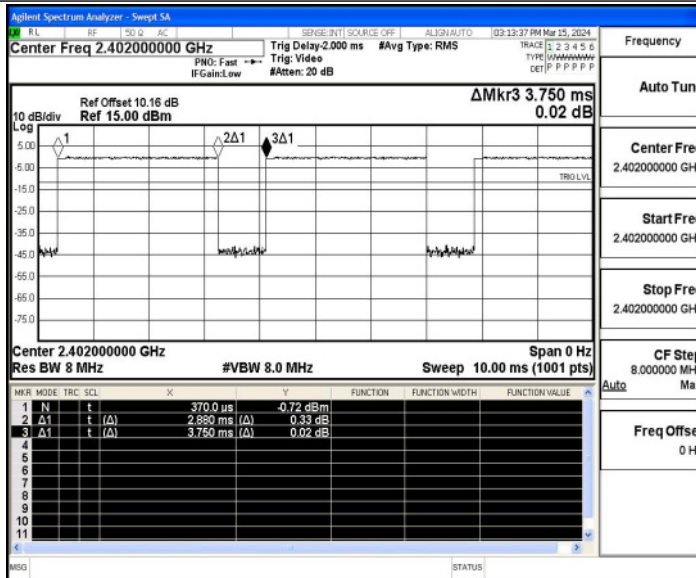 Agilent Spectrum Analyzer - Swept SA
RL RF 50 Ω AC SENSE:INT SOURCE OFF ALIGN AUTO 03:13:37 PM Mar 15, 2024
Center Freq 2.402000000 GHz Trig Delay-2.000 ms #Avg Type: RMS TRACE 1 2 3 4 5 6
PNO: Fast Trig: Video TYPE WWWWWW
IFGain:Low #Atten: 20 dB DET P P P P P P
Ref Offset 10.16 dB ΔMkr3 3.750 ms
10 dB/div Ref 15.00 dBm 0.02 dB
Log
1 2Δ1 3Δ1
5.00
-5.00
TRIG LVL
-15.0
-25.0
-35.0
-45.0
-55.0
-65.0
-75.0
Center 2.402000000 GHz Span 0 Hz
Res BW 8 MHz #VBW 8.0 MHz Sweep 10.00 ms (1001 pts)
MKR MODE TRC SCL X Y FUNCTION FUNCTION WIDTH FUNCTION VALUE
1 N t 370.0 us -0.72 dBm
2 Δ1 t (Δ) 2.880 ms (Δ) 0.33 dB
3 Δ1 t (Δ) 3.750 ms (Δ) 0.02 dB
4
5
6
7
8
9
10
11
MSG STATUS
Frequency
Auto Tun
Center Fre
2.402000000 GH
Start Fre
2.402000000 GH
Stop Fre
2.402000000 GH
CF Step
8.000000 MH
Auto Ma
Freq Offse
0 H